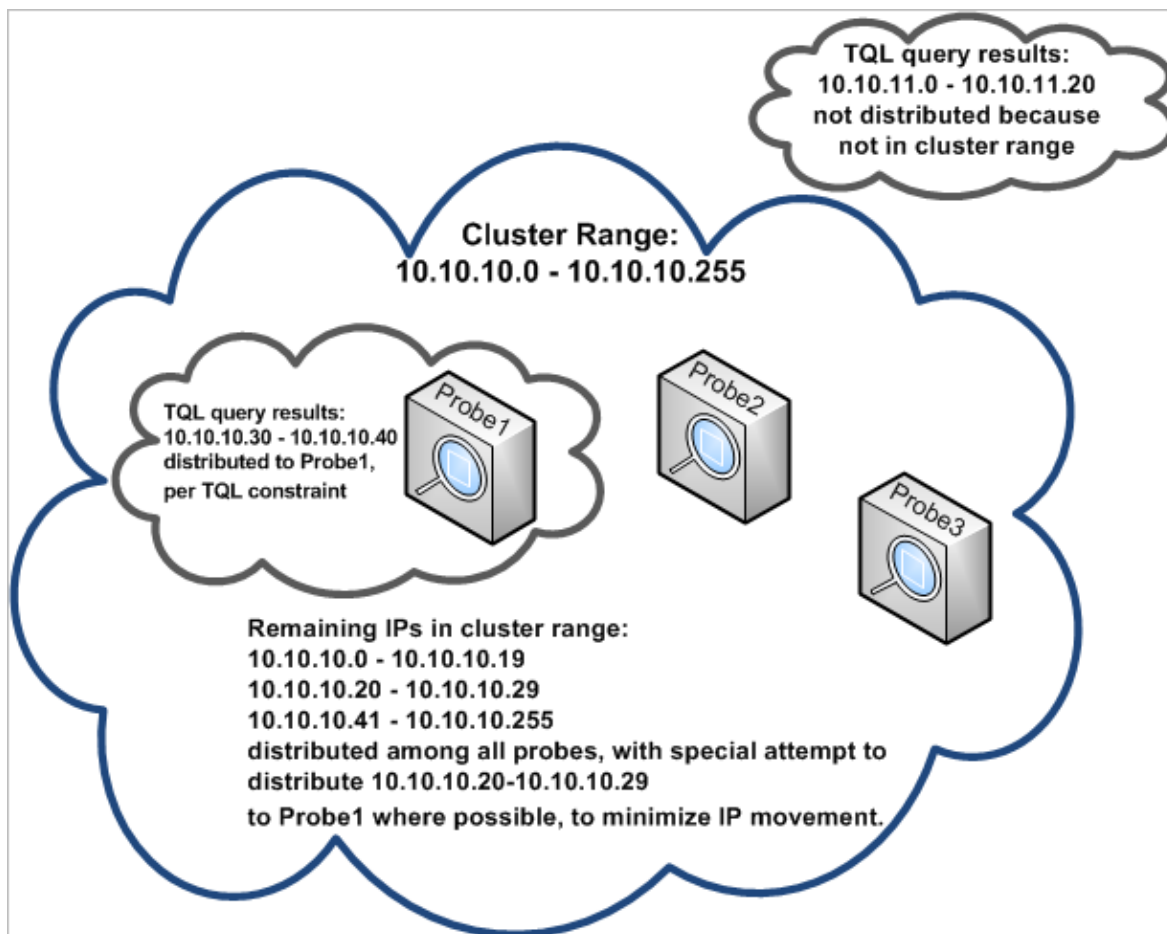 TQL query results:
10.10.11.0 - 10.10.11.20
not distributed because
not in cluster range
Cluster Range:
10.10.10.0 - 10.10.10.255
TQL query results:
10.10.10.30 - 10.10.10.40
distributed to Probe1,
per TQL constraint
Probe1
Probe2
Probe3
Remaining IPs in cluster range:
10.10.10.0 - 10.10.10.19
10.10.10.20 - 10.10.10.29
10.10.10.41 - 10.10.10.255
distributed among all probes, with special attempt to
distribute 10.10.10.20-10.10.10.29
to Probe1 where possible, to minimize IP movement.